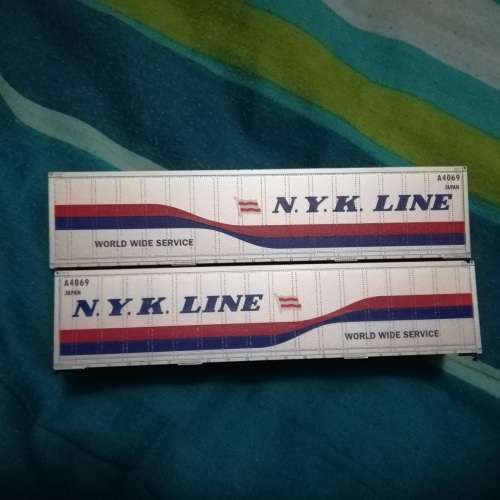 A4069
JAPAN
N.Y.K. LINE
WORLD WIDE SERVICE
A4069
JAPAN
N.Y.K. LINE
WORLD WIDE SERVICE